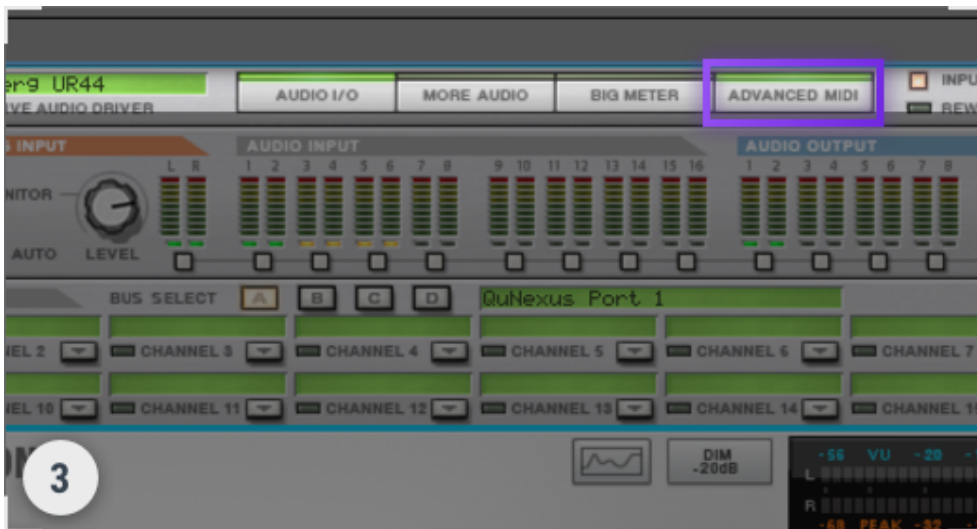 erg UR44
AUDIO I/O MORE AUDIO BIG METER ADVANCED MIDI
INPU
VE AUDIO DRIVER
REW
INPUT AUDIO INPUT AUDIO OUTPUT
L R 1 2 3 4 5 6 7 8 9 10 11 12 13 14 15 16 1 2 3 4 5 6 7 8
NITOR
AUTO LEVEL
BUS SELECT A B C D QuNexus Port 1
NEL 2 CHANNEL 3 CHANNEL 4 CHANNEL 5 CHANNEL 6 CHANNEL 7
NEL 10 CHANNEL 11 CHANNEL 12 CHANNEL 13 CHANNEL 14 CHANNEL 1
DIM
-20dB
-56 VU -20
L
R
-68 PEAK -32
3